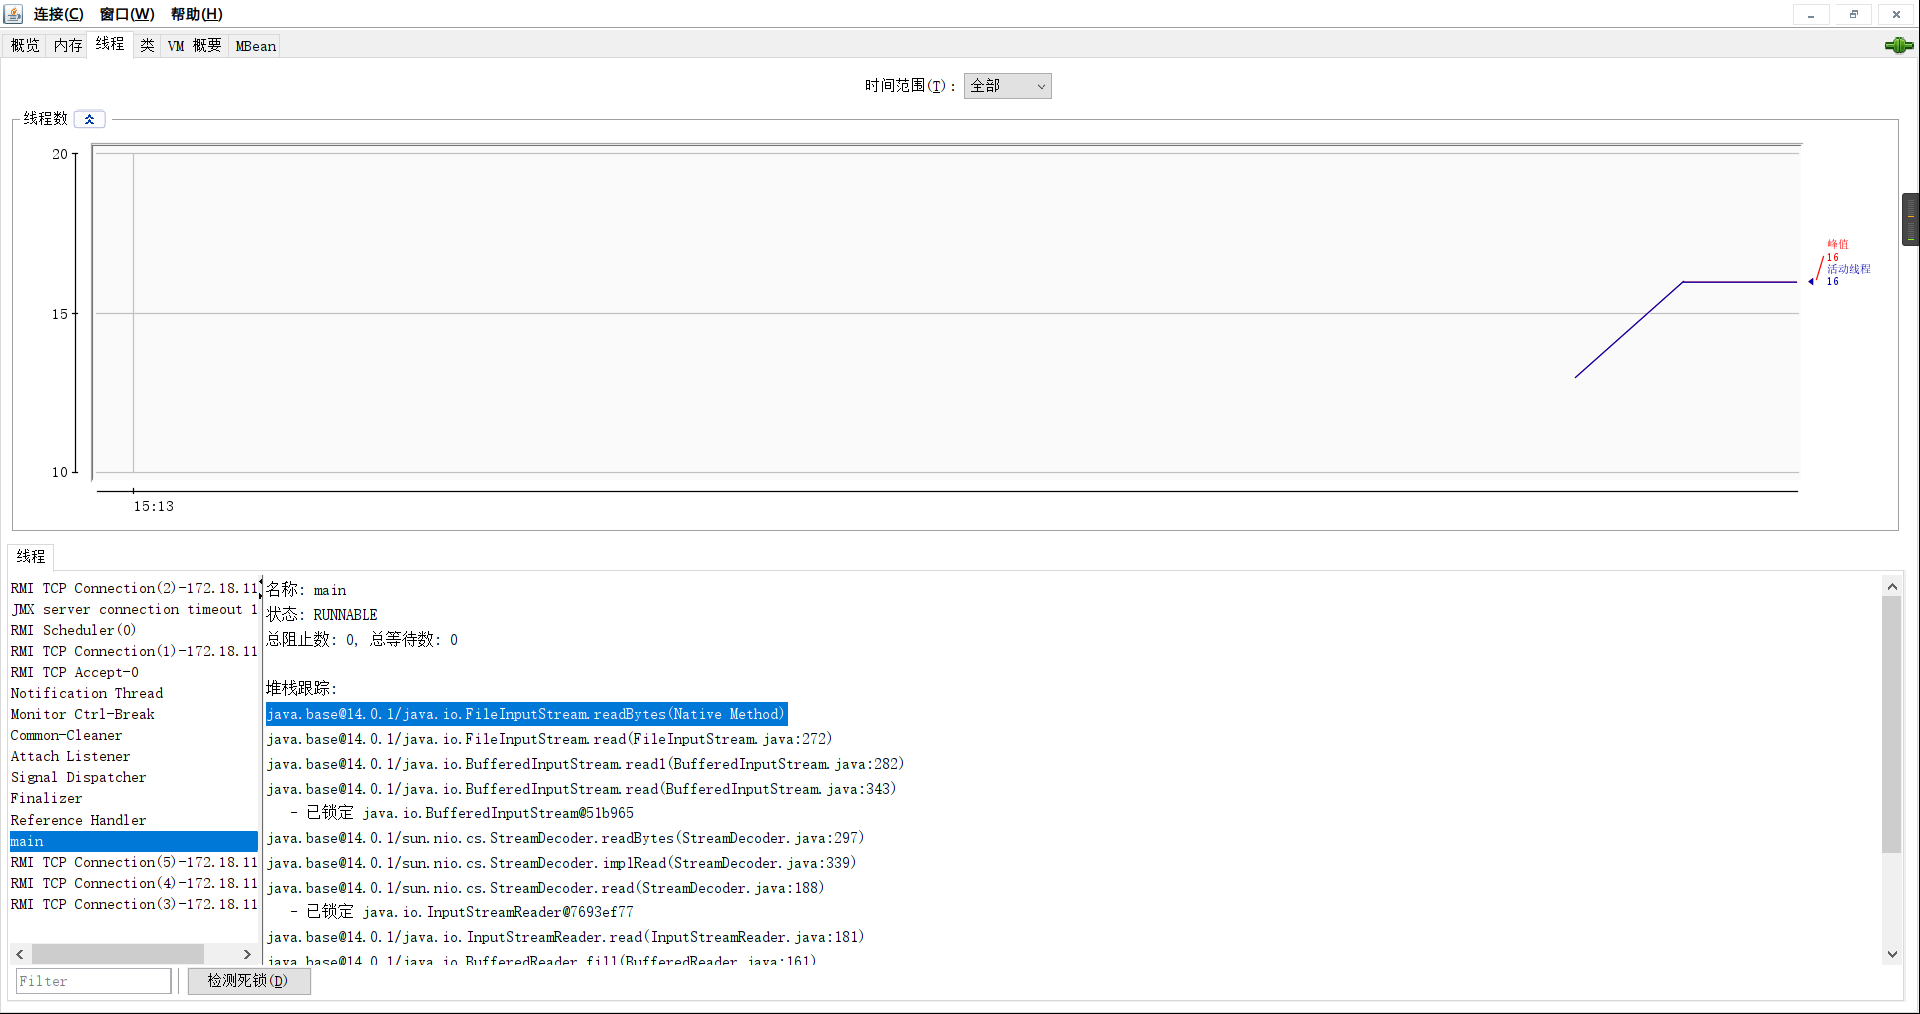 连接(C) 窗口(W) 帮助(H)
概览 内存 线程 类 VM 概要 MBean
时间范围(T): 全部
线程数
20
15
10
15:13
峰值
16
活动线程
16
线程
RMI TCP Connection(2)-172.18.11
JMX server connection timeout 1
RMI Scheduler(0)
RMI TCP Connection(1)-172.18.11
RMI TCP Accept-0
Notification Thread
Monitor Ctrl-Break
Common-Cleaner
Attach Listener
Signal Dispatcher
Finalizer
Reference Handler
main
RMI TCP Connection(5)-172.18.11
RMI TCP Connection(4)-172.18.11
RMI TCP Connection(3)-172.18.11
Filter
检测死锁(D)
名称: main
状态: RUNNABLE
总阻止数: 0, 总等待数: 0
堆栈跟踪:
java.base@14.0.1/java.io.FileInputStream.readBytes(Native Method)
java.base@14.0.1/java.io.FileInputStream.read(FileInputStream.java:272)
java.base@14.0.1/java.io.BufferedInputStream.read1(BufferedInputStream.java:282)
java.base@14.0.1/java.io.BufferedInputStream.read(BufferedInputStream.java:343)
- 已锁定 java.io.BufferedInputStream@51b965
java.base@14.0.1/sun.nio.cs.StreamDecoder.readBytes(StreamDecoder.java:297)
java.base@14.0.1/sun.nio.cs.StreamDecoder.implRead(StreamDecoder.java:339)
java.base@14.0.1/sun.nio.cs.StreamDecoder.read(StreamDecoder.java:188)
- 已锁定 java.io.InputStreamReader@7693ef77
java.base@14.0.1/java.io.InputStreamReader.read(InputStreamReader.java:181)
java.base@14.0.1/java.io.BufferedReader.fill(BufferedReader.java:161)